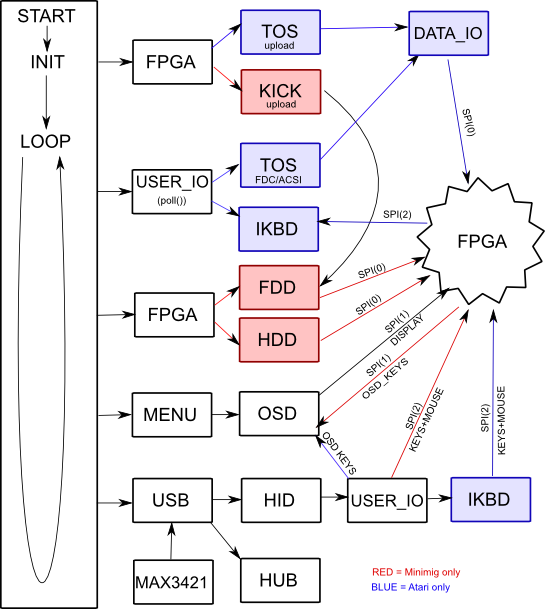 START
INIT
LOOP
FPGA
TOS
upload
KICK
upload
DATA_IO
SPI(0)
USER_IO
(poll())
TOS
FDC/ACSI
IKBD
SPI(2)
FPGA
FPGA
FDD
HDD
SPI(0)
SPI(0)
SPI(1)
DISPLAY
SPI(1)
OSD_KEYS
MENU
OSD
OSD KEYS
SPI(2)
KEYS+MOUSE
SPI(2)
KEYS+MOUSE
USB
HID
USER_IO
IKBD
MAX3421
HUB
RED = Minimig only
BLUE = Atari only